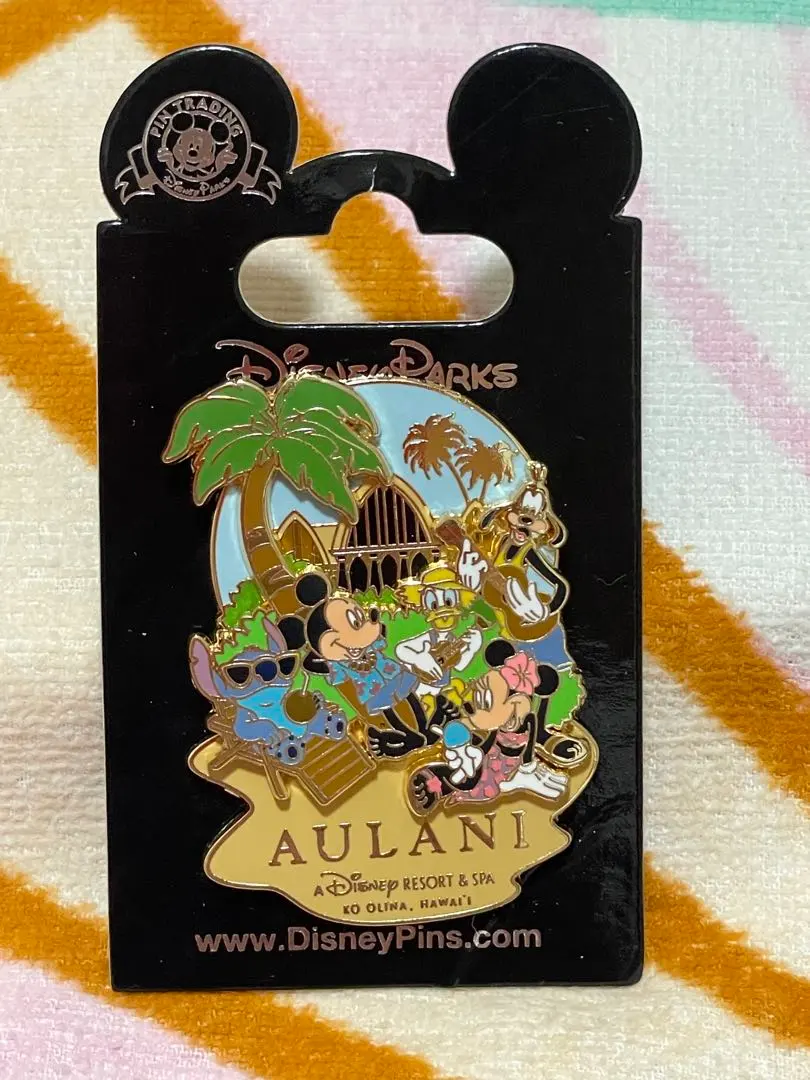 PIN TRADING
Disney Parks
Disney Parks
AULANI
A Disney RESORT & SPA
KO OLINA, HAWAI'I
www.DisneyPins.com